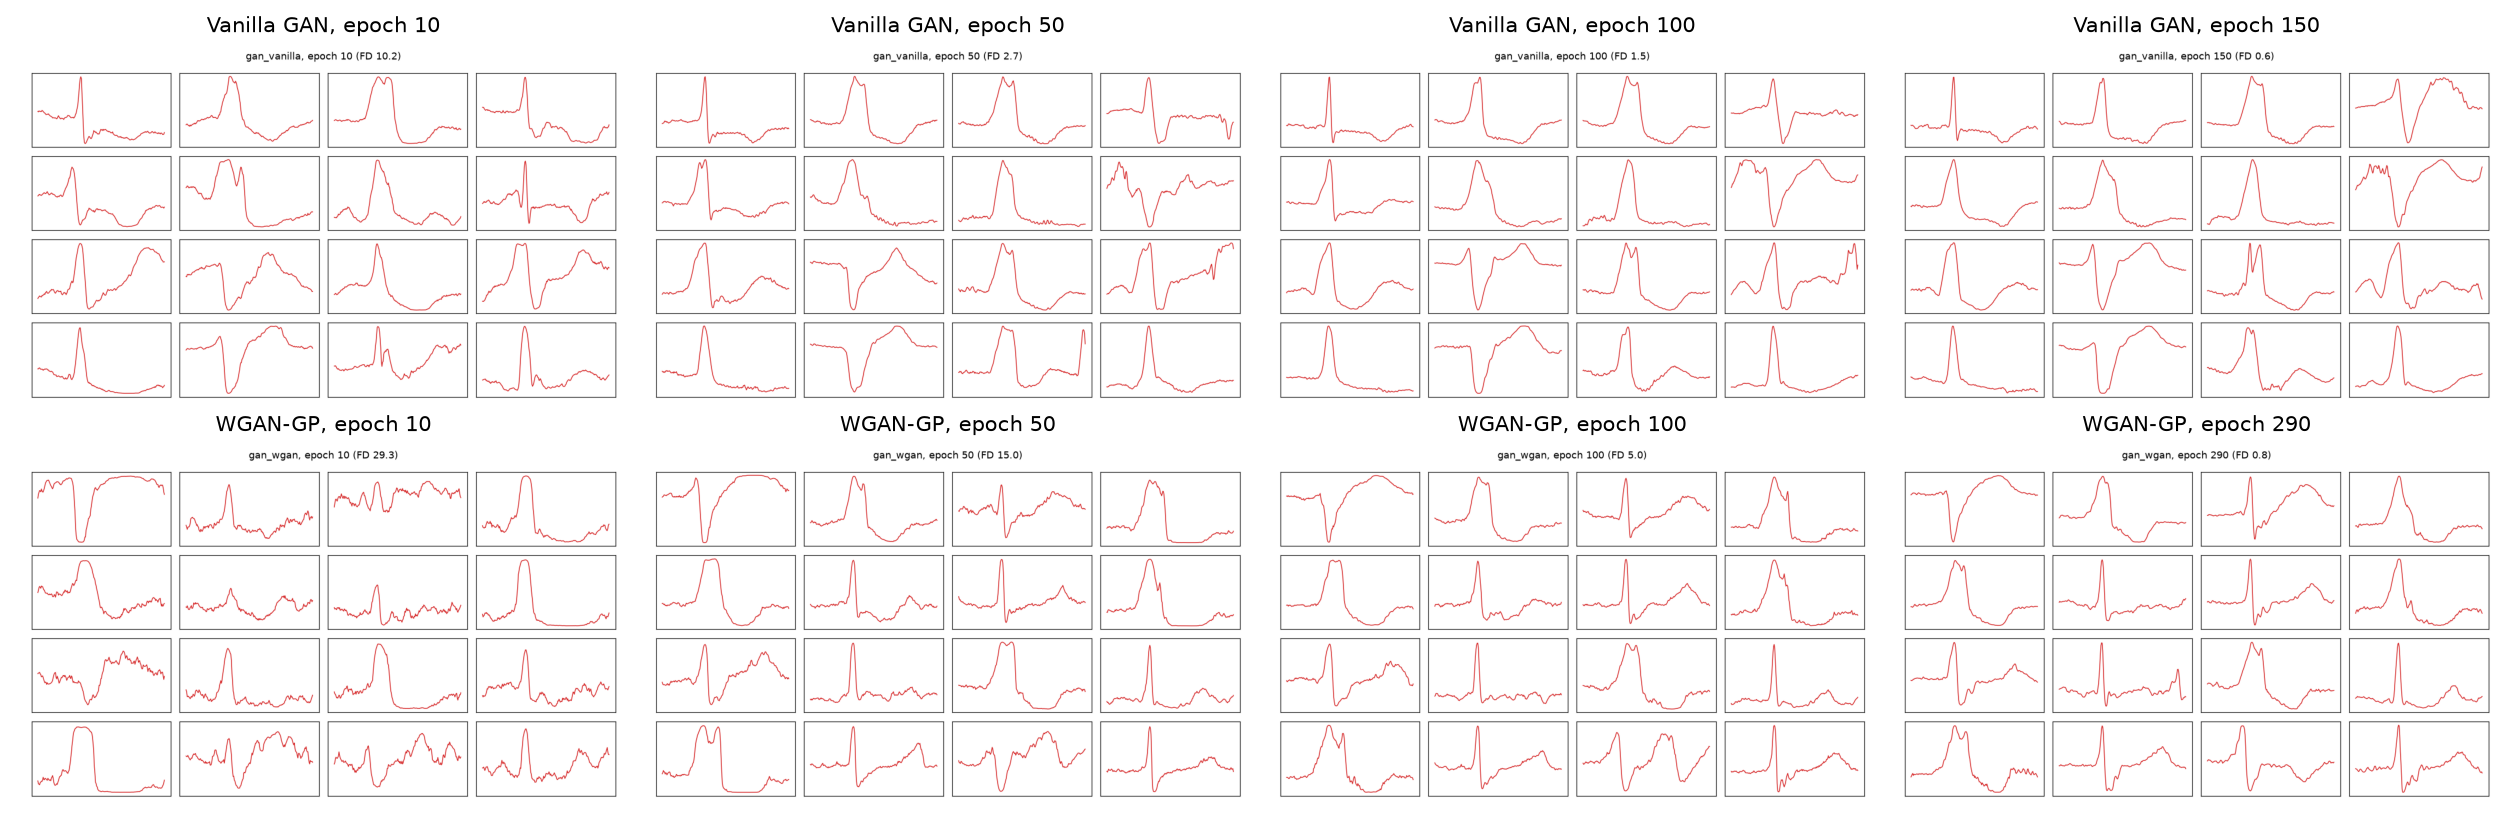 Vanilla GAN, epoch 10
gan_vanilla, epoch 10 (FD 10.2)
Vanilla GAN, epoch 50
gan_vanilla, epoch 50 (FD 2.7)
Vanilla GAN, epoch 100
gan_vanilla, epoch 100 (FD 1.5)
Vanilla GAN, epoch 150
gan_vanilla, epoch 150 (FD 0.6)
WGAN-GP, epoch 10
gan_wgan, epoch 10 (FD 29.3)
WGAN-GP, epoch 50
gan_wgan, epoch 50 (FD 15.0)
WGAN-GP, epoch 100
gan_wgan, epoch 100 (FD 5.0)
WGAN-GP, epoch 290
gan_wgan, epoch 290 (FD 0.8)